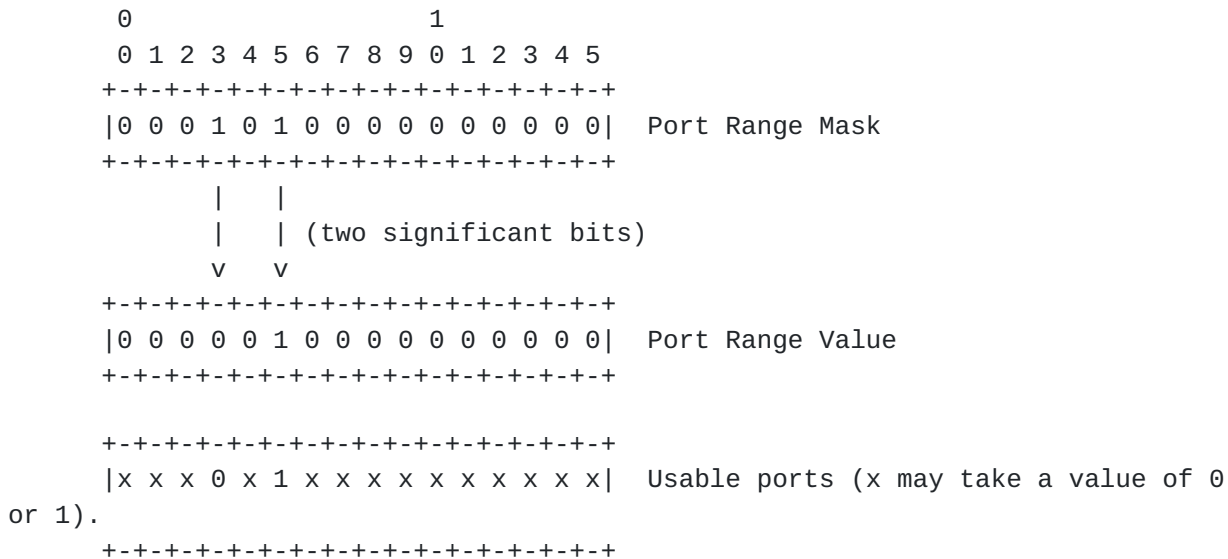 0                   1
       0 1 2 3 4 5 6 7 8 9 0 1 2 3 4 5
      +-+-+-+-+-+-+-+-+-+-+-+-+-+-+-+-+
      |0 0 0 1 0 1 0 0 0 0 0 0 0 0 0 0|  Port Range Mask
      +-+-+-+-+-+-+-+-+-+-+-+-+-+-+-+-+
             |   |
             |   | (two significant bits)
             v   v
      +-+-+-+-+-+-+-+-+-+-+-+-+-+-+-+-+
      |0 0 0 0 0 1 0 0 0 0 0 0 0 0 0 0|  Port Range Value
      +-+-+-+-+-+-+-+-+-+-+-+-+-+-+-+-+

      +-+-+-+-+-+-+-+-+-+-+-+-+-+-+-+-+
      |x x x 0 x 1 x x x x x x x x x x|  Usable ports (x may take a value of 0
or 1).
      +-+-+-+-+-+-+-+-+-+-+-+-+-+-+-+-+